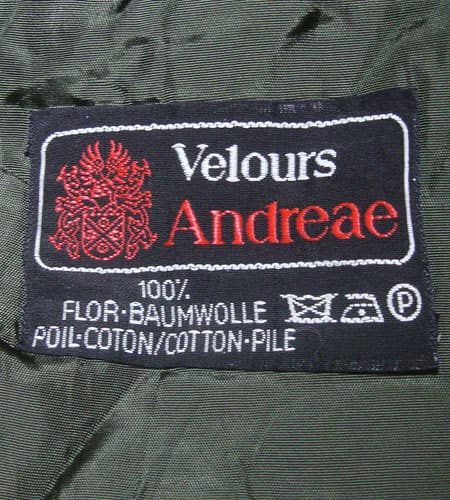 Velours
Andreae
100%
FLOR-BAUMWOLLE P
POIL-COTON/COTTON-PILE